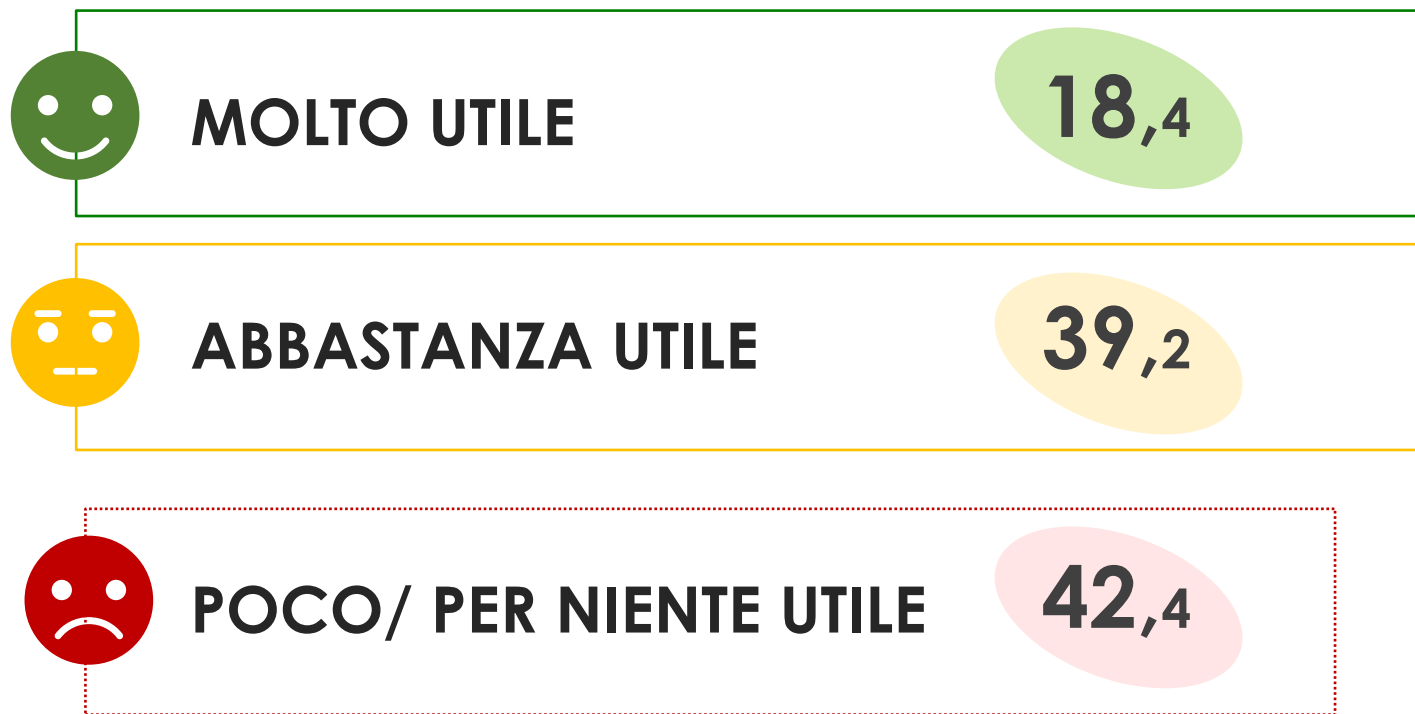 MOLTO UTILE 18,4
ABBASTANZA UTILE 39,2
POCO/ PER NIENTE UTILE 42,4